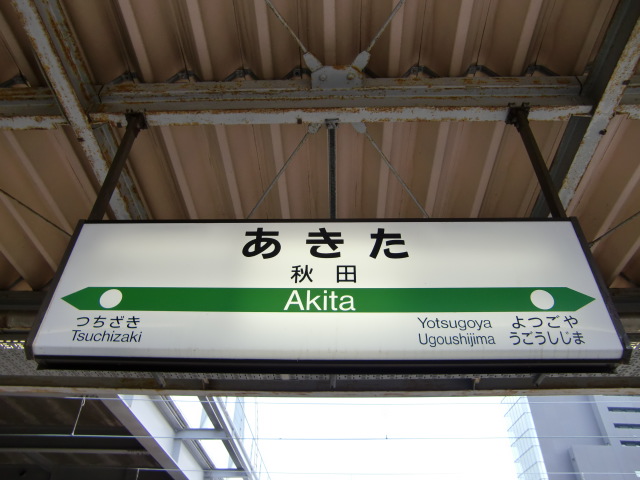 あきた
秋田
Akita
つちざき
Tsuchizaki
Yotsugoya よつごや
Ugoushijima うごうしじま